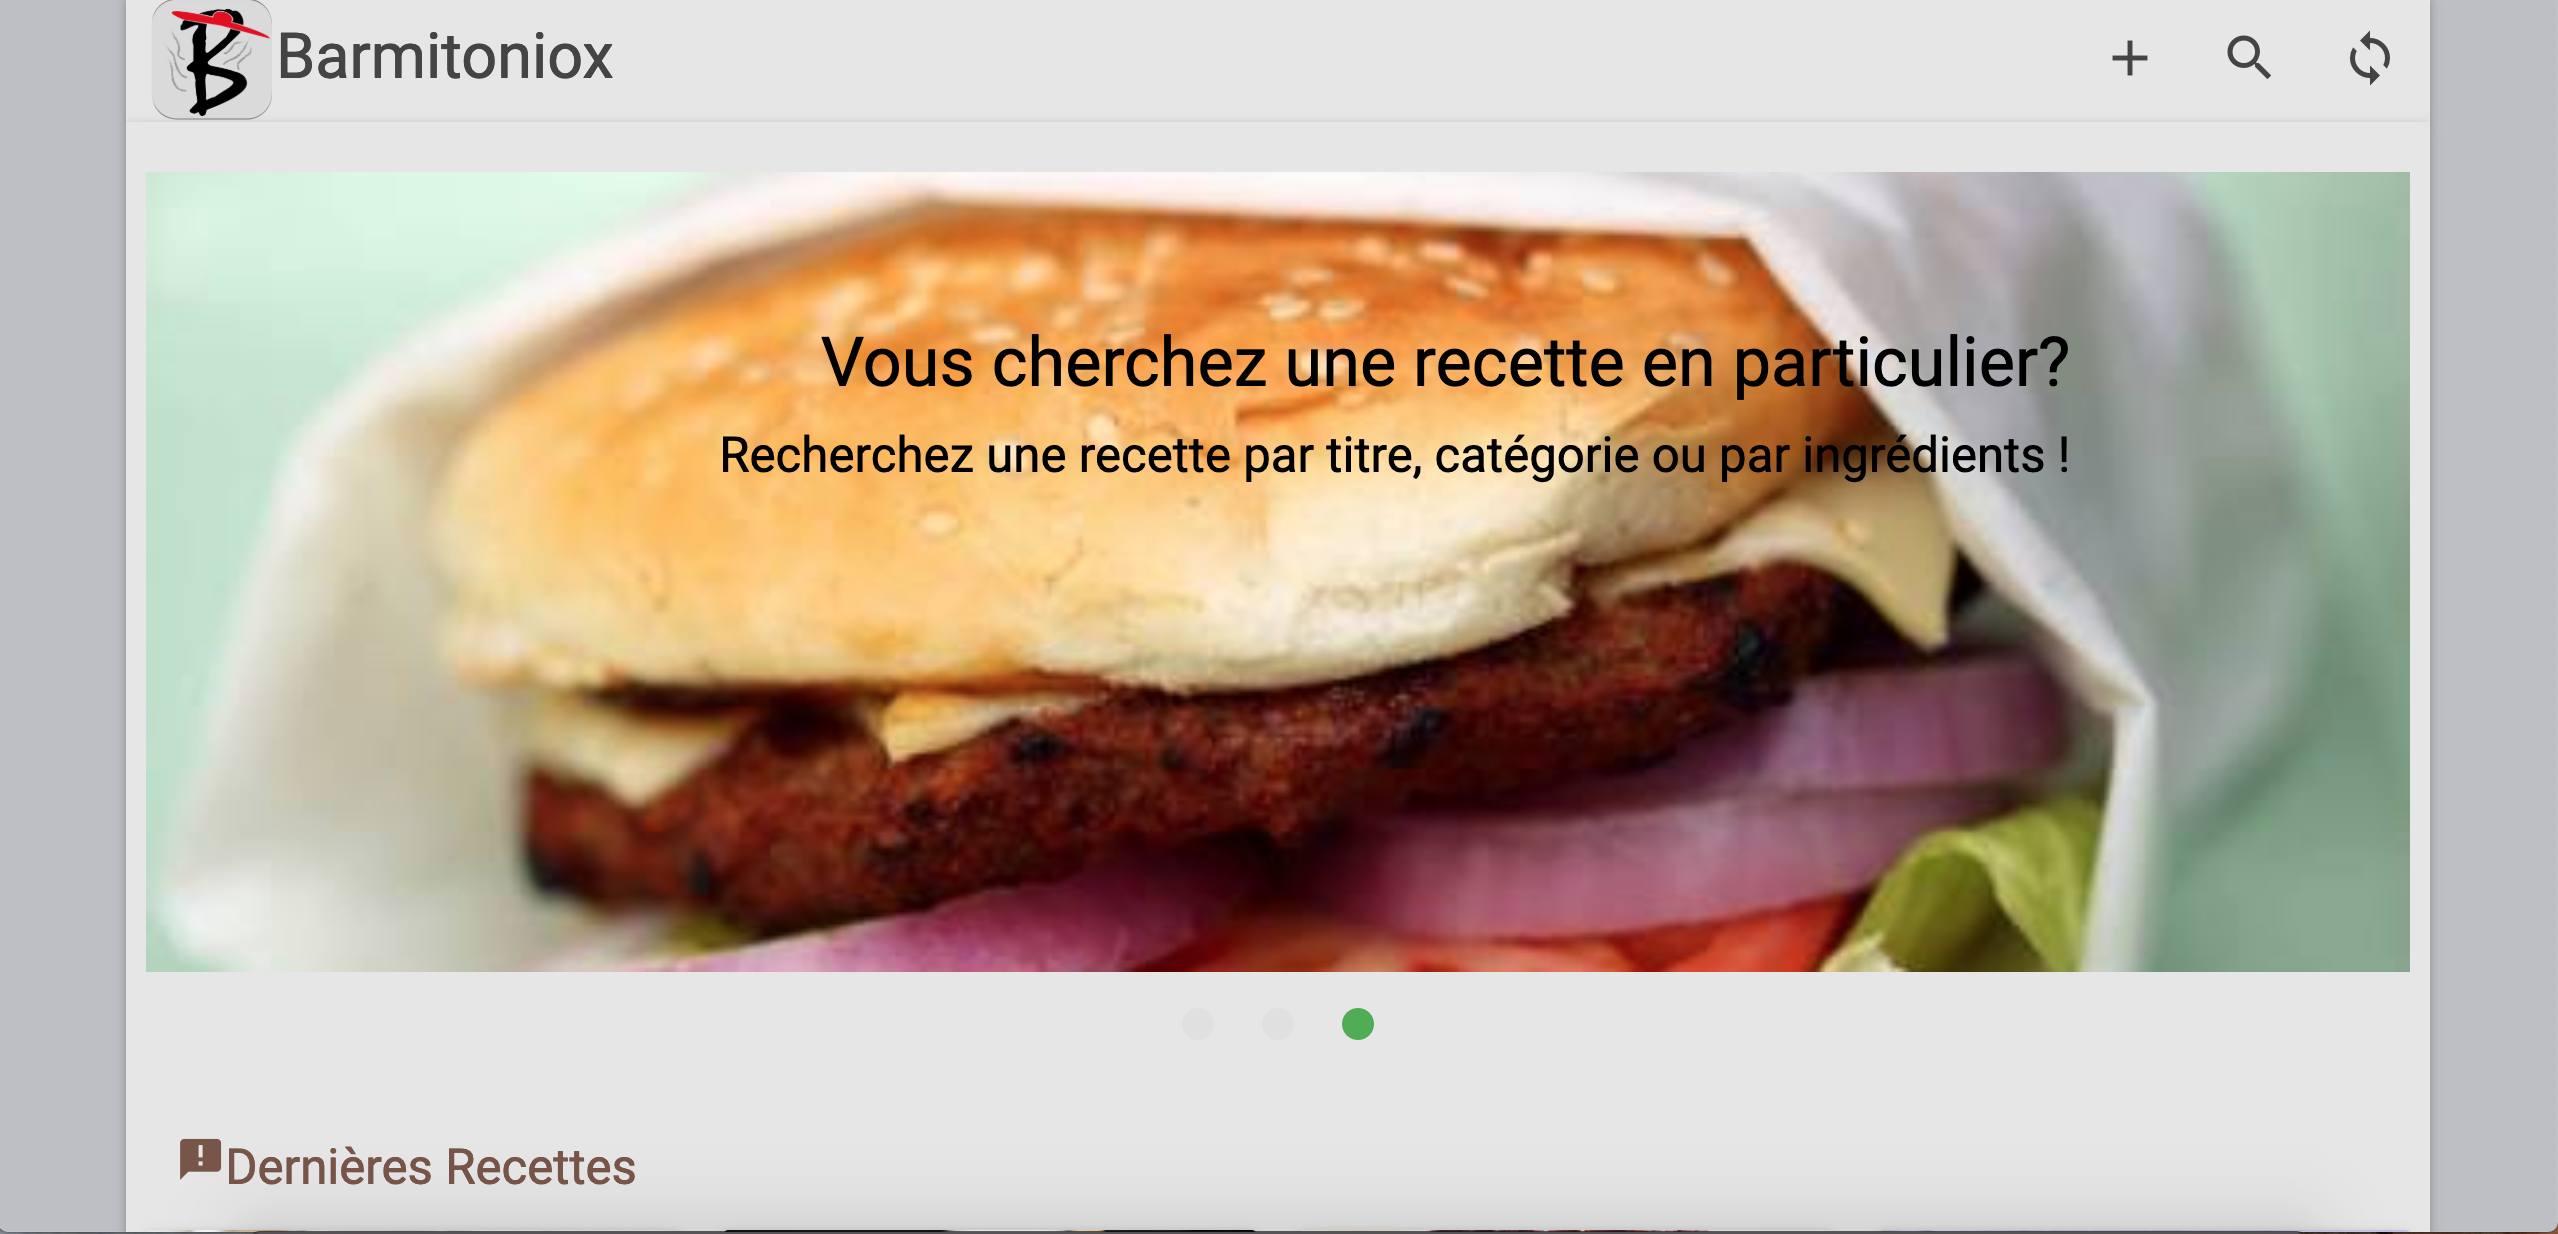 B
Barmitoniox
Vous cherchez une recette en particulier?
Recherchez une recette par titre, catégorie ou par ingrédients !
Dernières Recettes